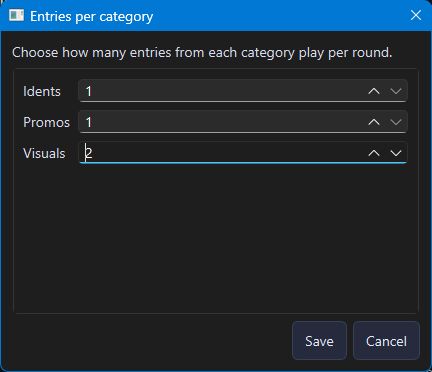 Entries per category
Choose how many entries from each category play per round.
Idents 1
Promos 1
Visuals 2
Save Cancel